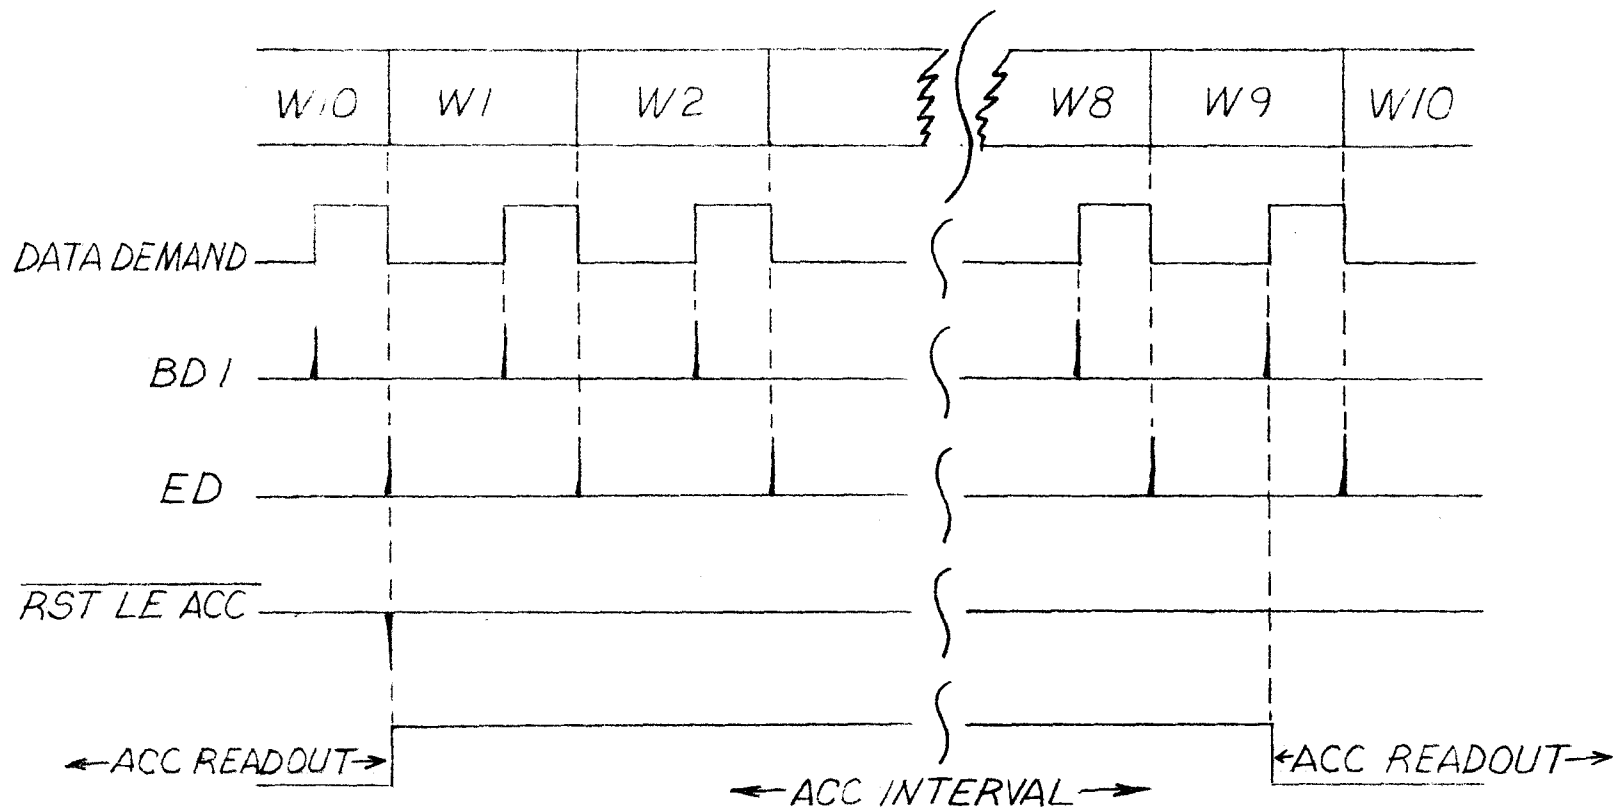 W10 W1 W2 W8 W9 W10
DATA DEMAND
BD1
ED
RST LE ACC
ACC READOUT
ACC INTERVAL
ACC READOUT